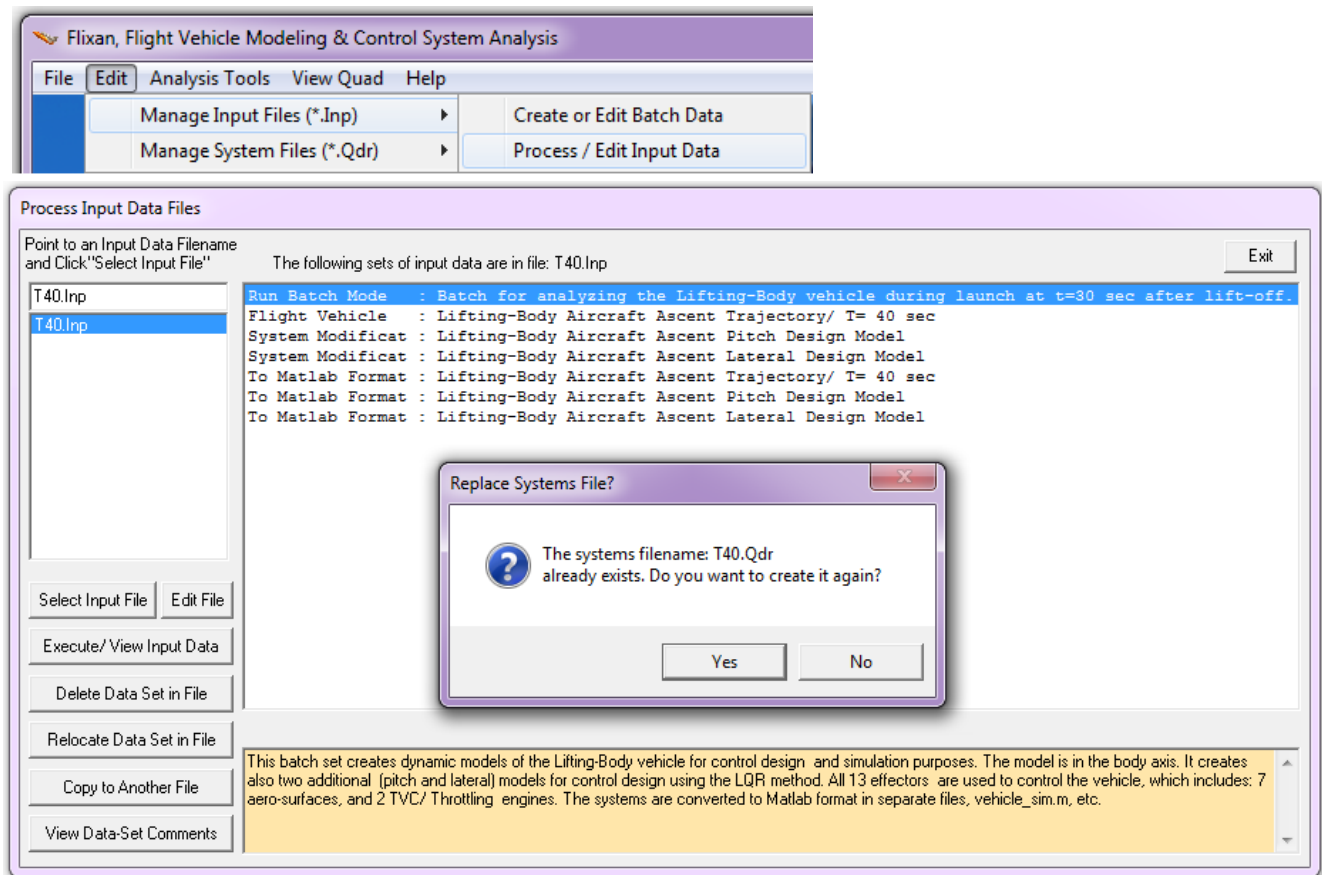 Flixan, Flight Vehicle Modeling & Control System Analysis
File Edit Analysis Tools View Quad Help
Manage Input Files (*.Inp)
Create or Edit Batch Data
Manage System Files (*.Qdr)
Process / Edit Input Data
Process Input Data Files
Point to an Input Data Filename
and Click"Select Input File"
The following sets of input data are in file: T40.Inp
Exit
T40.Inp
T40.Inp
Run Batch Mode : Batch for analyzing the Lifting-Body vehicle during launch at t=30 sec after lift-off.
Flight Vehicle : Lifting-Body Aircraft Ascent Trajectory/ T= 40 sec
System Modificat : Lifting-Body Aircraft Ascent Pitch Design Model
System Modificat : Lifting-Body Aircraft Ascent Lateral Design Model
To Matlab Format : Lifting-Body Aircraft Ascent Trajectory/ T= 40 sec
To Matlab Format : Lifting-Body Aircraft Ascent Pitch Design Model
To Matlab Format : Lifting-Body Aircraft Ascent Lateral Design Model
Replace Systems File?
X
The systems filename: T40.Qdr
already exists. Do you want to create it again?
Yes
No
Select Input File
Edit File
Execute/ View Input Data
Delete Data Set in File
Relocate Data Set in File
Copy to Another File
View Data-Set Comments
This batch set creates dynamic models of the Lifting-Body vehicle for control design and simulation purposes. The model is in the body axis. It creates
also two additional (pitch and lateral) models for control design using the LQR method. All 13 effectors are used to control the vehicle, which includes: 7
aero-surfaces, and 2 TVC/ Throttling engines. The systems are converted to Matlab format in separate files, vehicle_sim.m, etc.